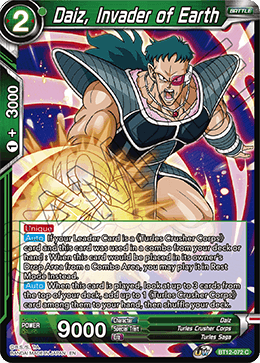 2
Daiz, Invader of Earth
BATTLE
1 + 3000
Unique
Auto If your Leader Card is a 《Turles Crusher Corps》
card and this card was used in a combo from your deck or
hand : When this card would be placed in its owner's
Drop Area from a Combo Area, you may play it in Rest
Mode instead.
Auto When this card is played, look at up to 3 cards from
the top of your deck, add up to 1 《Turles Crusher Corps》
card among them to your hand, then shuffle your deck.
POWER
9000
Character
Daiz
Special Trait
Turles Crusher Corps
Era
Turles Saga
BANDAI MADE IN JAPAN EN
BT12-072 C